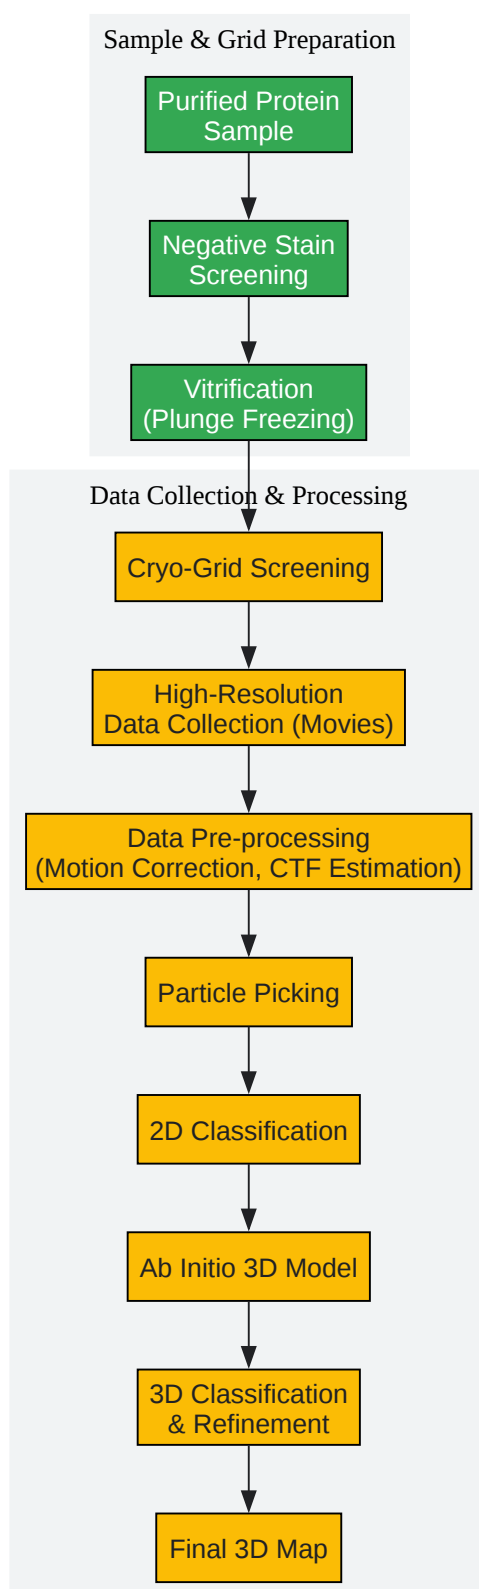 Sample & Grid Preparation
Purified Protein
Sample
Negative Stain
Screening
Vitrification
(Plunge Freezing)
Data Collection & Processing
Cryo-Grid Screening
High-Resolution
Data Collection (Movies)
Data Pre-processing
(Motion Correction, CTF Estimation)
Particle Picking
2D Classification
Ab Initio 3D Model
3D Classification
& Refinement
Final 3D Map